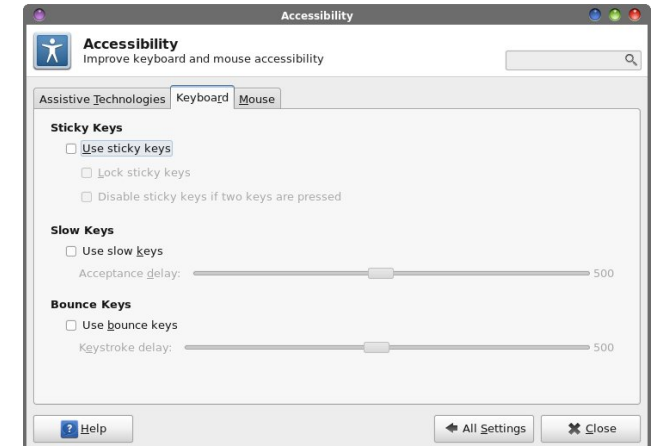 Accessibility
Accessibility
Improve keyboard and mouse accessibility
Assistive Technologies Keyboard Mouse
Sticky Keys
Use sticky keys
Lock sticky keys
Disable sticky keys if two keys are pressed
Slow Keys
Use slow keys
Acceptance delay: 500
Bounce Keys
Use bounce keys
Keystroke delay: 500
? Help All Settings Close